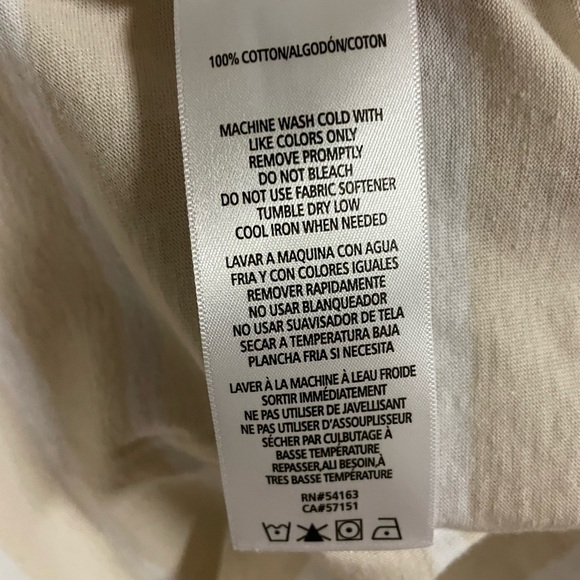 100% COTTON/ALGODÓN/COTON
MACHINE WASH COLD WITH
LIKE COLORS ONLY
REMOVE PROMPTLY
DO NOT BLEACH
DO NOT USE FABRIC SOFTENER
TUMBLE DRY LOW
COOL IRON WHEN NEEDED
LAVAR A MAQUINA CON AGUA
FRIA Y CON COLORES IGUALES
REMOVER RAPIDAMENTE
NO USAR BLANQUEADOR
NO USAR SUAVISADOR DE TELA
SECAR A TEMPERATURA BAJA
PLANCHA FRIA SI NECESITA
LAVER À LA MACHINE À LEAU FROIDE
SORTIR IMMÉDIATEMENT
NE PAS UTILISER DE JAVELLISANT
NE PAS UTILISER D'ASSOUPLISSEUR
SÉCHER PAR CULBUTAGE À
BASSE TEMPÉRATURE
REPASSER,ALI BESOIN,À
TRES BASSE TEMPÉRATURE
RN#54163
CA#57151